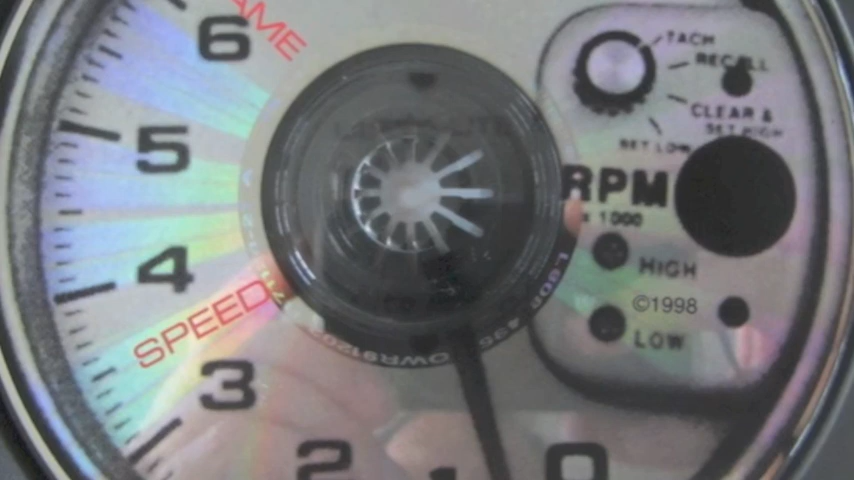 6
AME
TACH
RECALL
CLEAR &
SET HIGH
SET LOW
5
RPM
x 1000
4
HIGH
SPEED
©1998
LOW
3
2
1
0